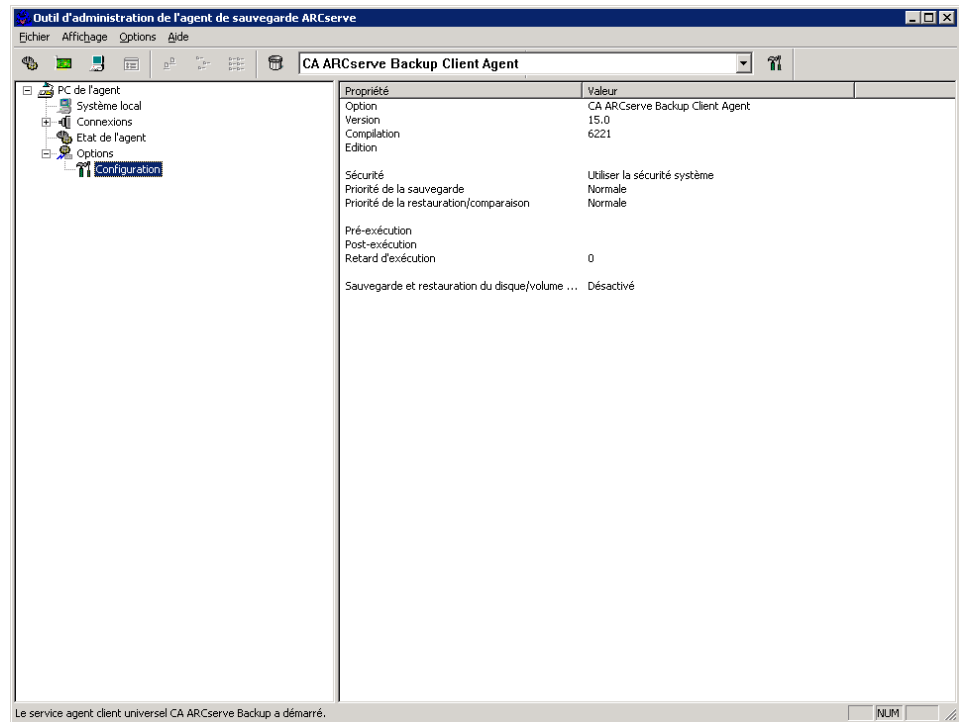 Outil d'administration de l'agent de sauvegarde ARCserve
Fichier Affichage Options Aide
CA ARCserve Backup Client Agent
PC de l'agent
Système local
Connexions
Etat de l'agent
Options
Configuration
Propriété Valeur
Option CA ARCserve Backup Client Agent
Version 15.0
Compilation 6221
Edition
Sécurité Utiliser la sécurité système
Priorité de la sauvegarde Normale
Priorité de la restauration/comparaison Normale
Pré-exécution
Post-exécution
Retard d'exécution 0
Sauvegarde et restauration du disque/volume ... Désactivé
Le service agent client universel CA ARCserve Backup a démarré. NUM